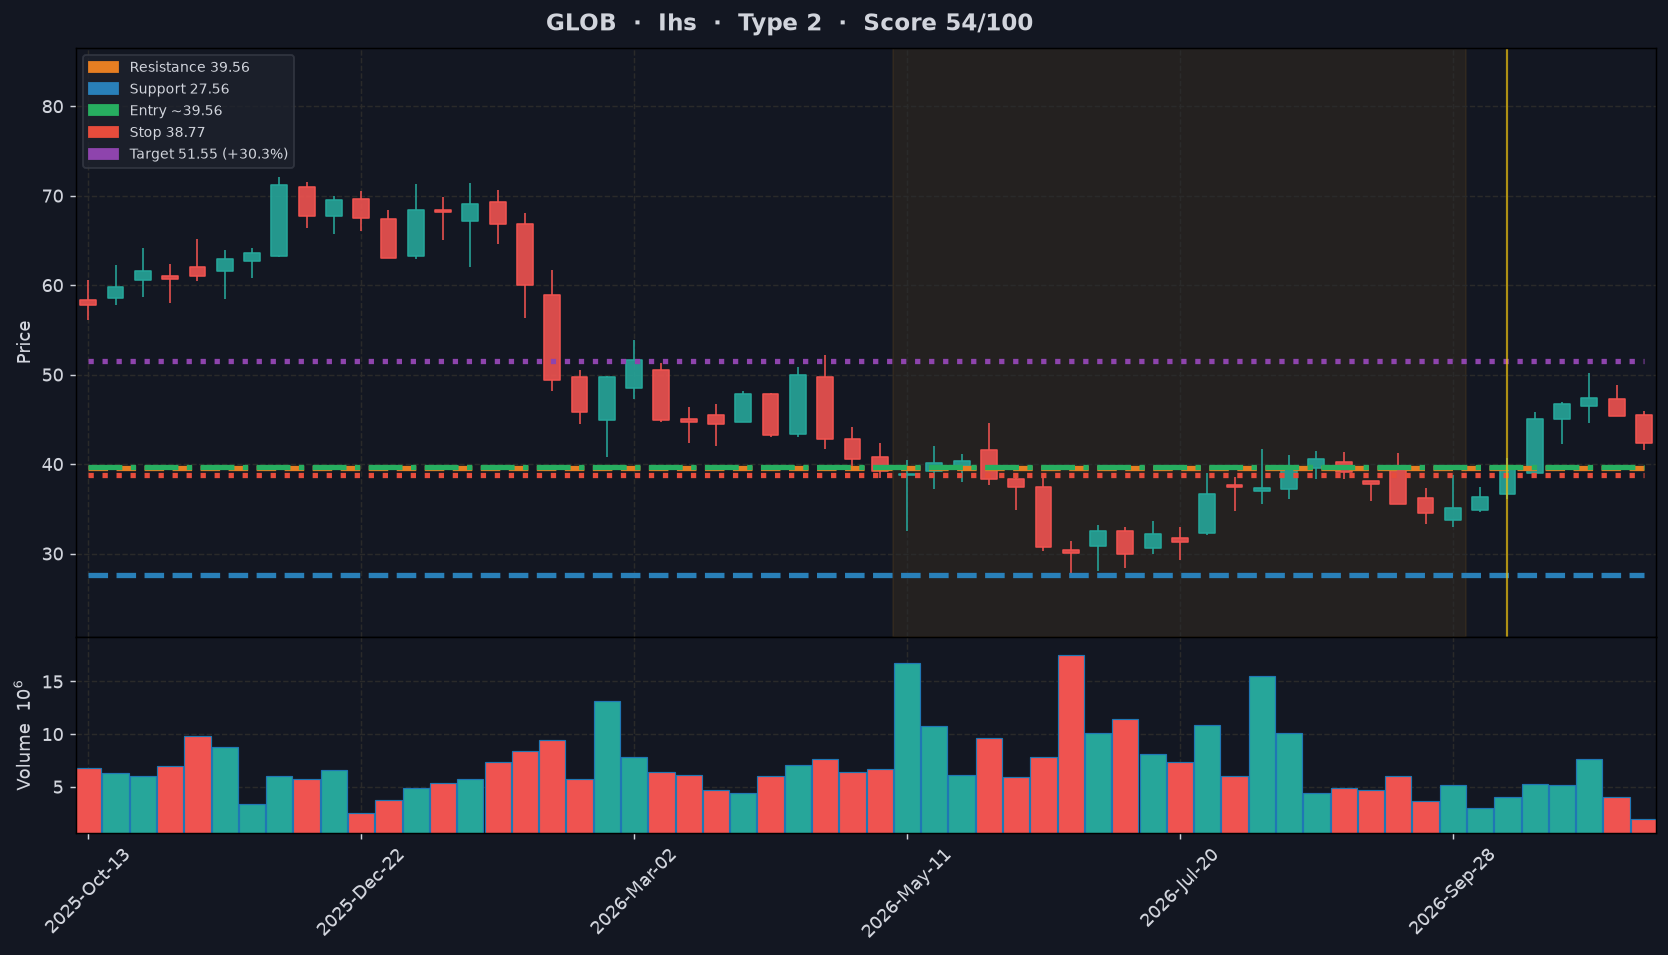 GLOB · Ihs · Type 2 · Score 54/100
Resistance 39.56
Support 27.56
Entry ~39.56
Stop 38.77
Target 51.55 (+30.3%)
Price
80
70
60
50
40
30
Volume 10⁶
15
10
5
2025-Oct-13
2025-Dec-22
2026-Mar-02
2026-May-11
2026-Jul-20
2026-Sep-28